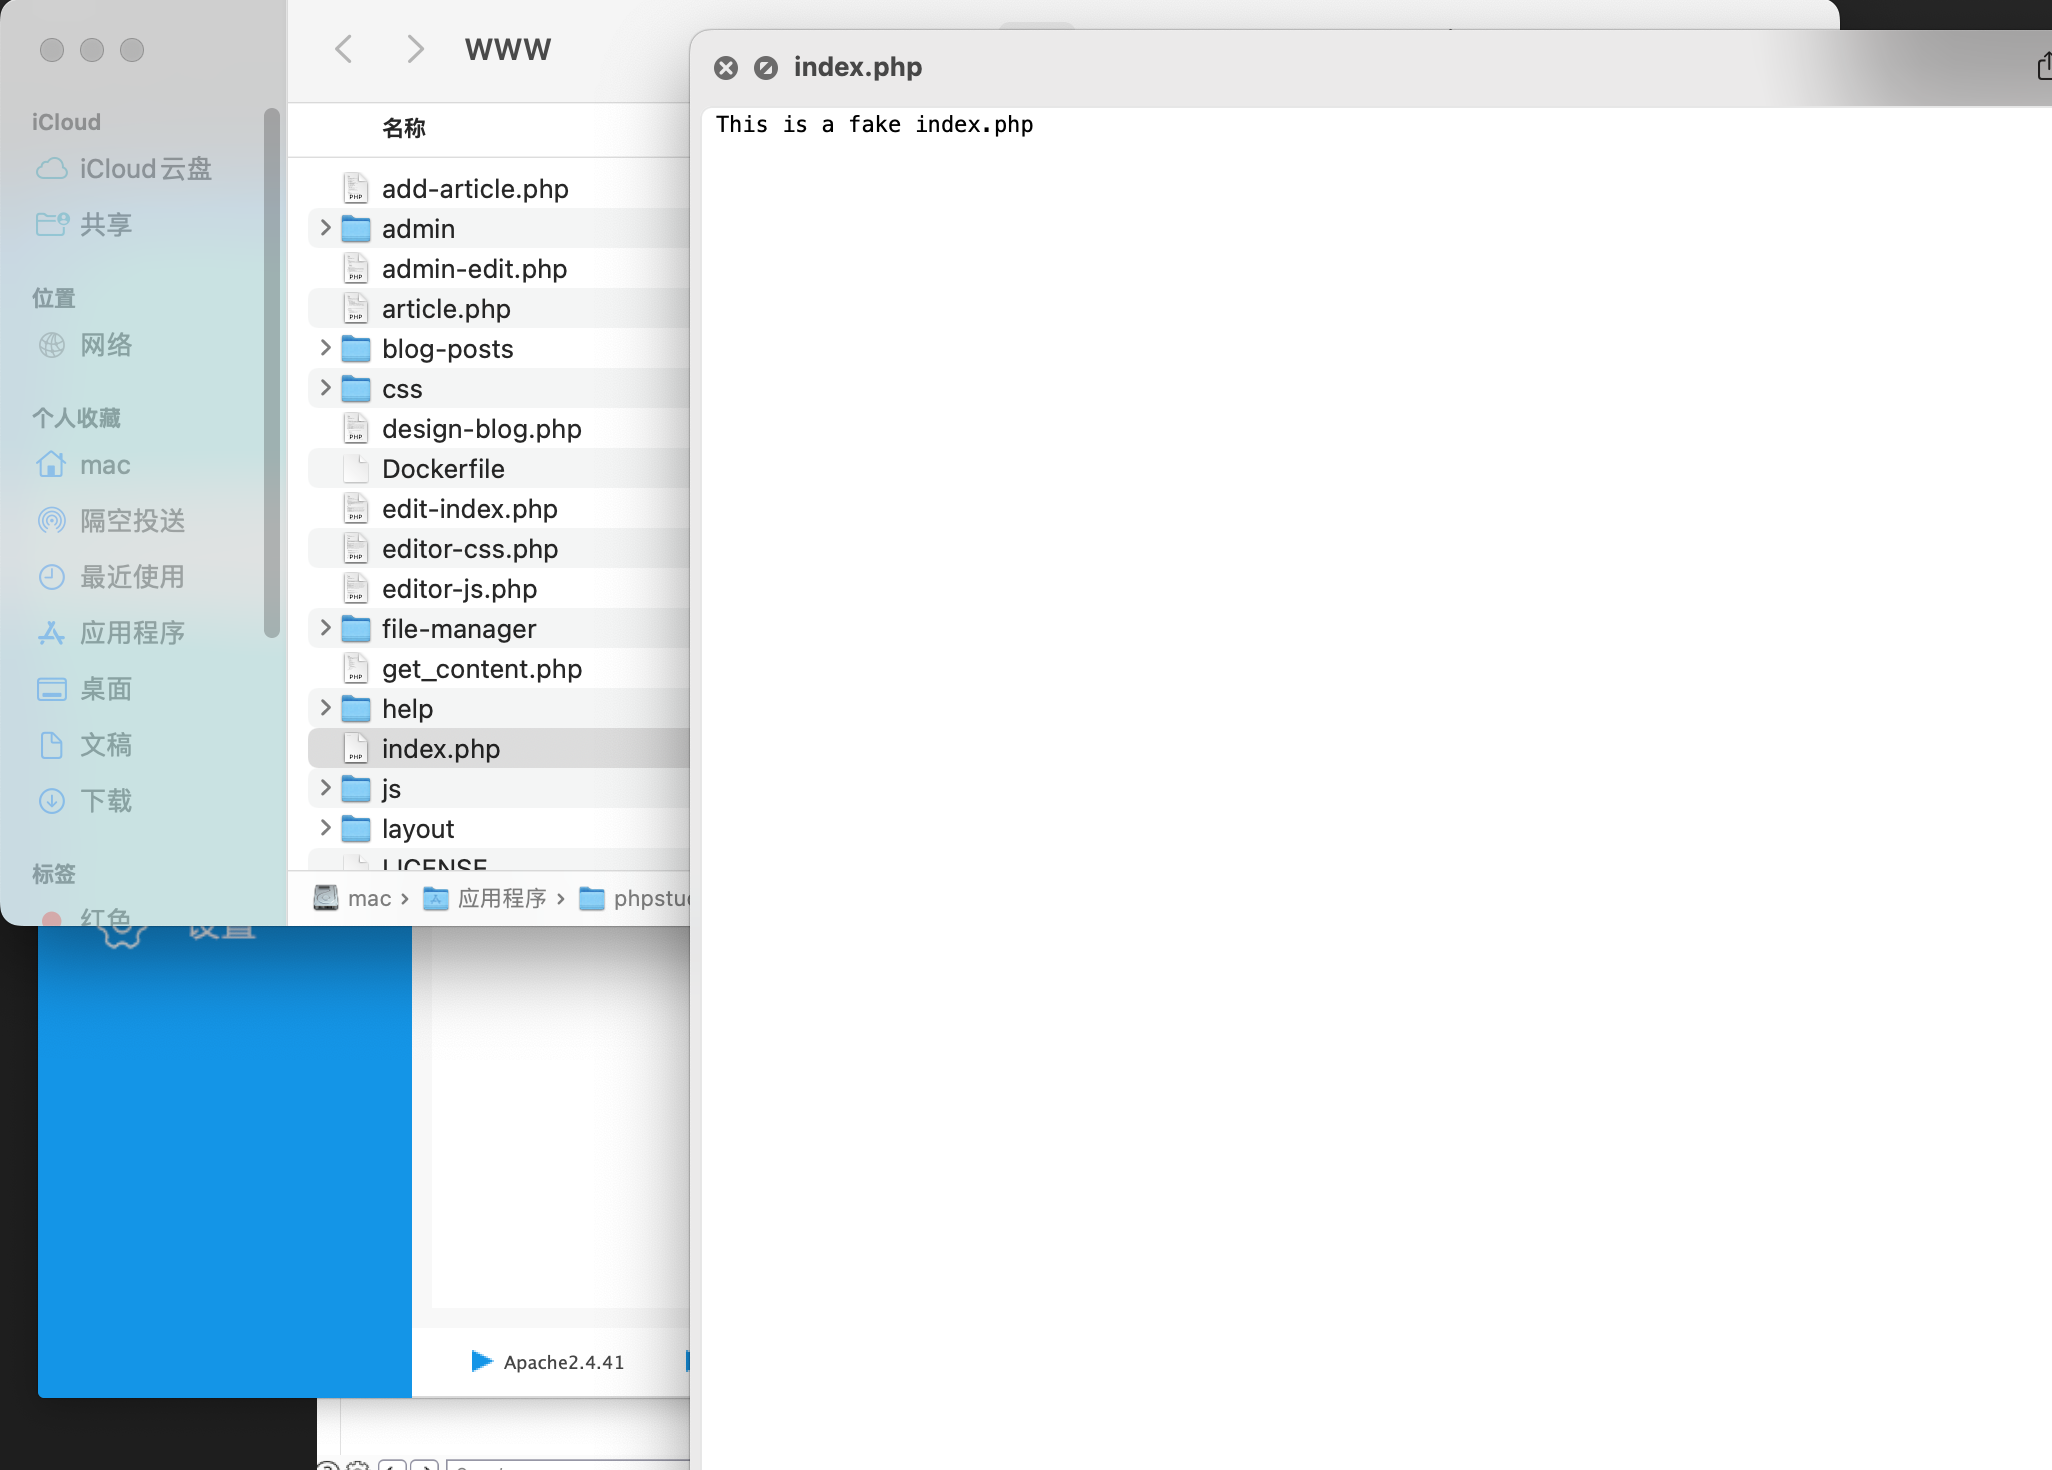 WWW
index.php
iCloud
iCloud云盘
共享
位置
网络
个人收藏
mac
隔空投送
最近使用
应用程序
桌面
文稿
下载
标签
红色
名称
add-article.php
admin
admin-edit.php
article.php
blog-posts
css
design-blog.php
Dockerfile
edit-index.php
editor-css.php
editor-js.php
file-manager
get_content.php
help
index.php
js
layout
LICENSE
mac › 应用程序 › phpstu
This is a fake index.php
设置
Apache2.4.41